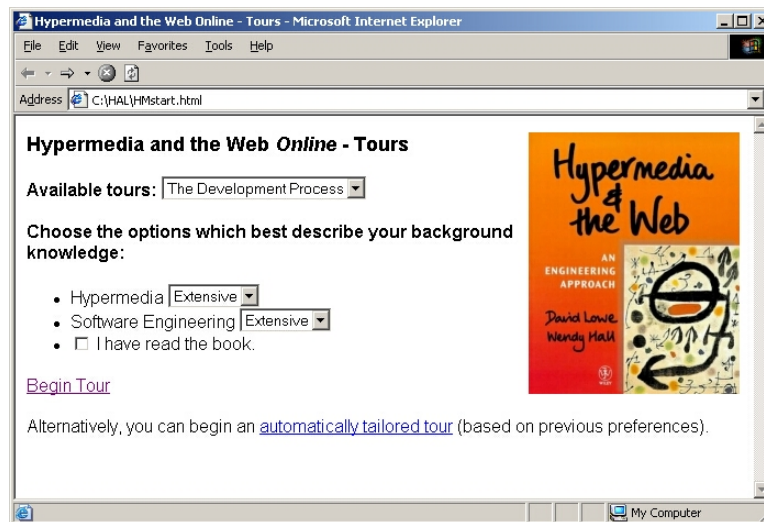 Hypermedia and the Web Online - Tours - Microsoft Internet Explorer
File Edit View Favorites Tools Help
Address C:\HAL\HMstart.html
Hypermedia and the Web Online - Tours
Available tours: The Development Process
Choose the options which best describe your background
knowledge:
• Hypermedia Extensive
• Software Engineering Extensive
• I have read the book.
Begin Tour
Alternatively, you can begin an automatically tailored tour (based on previous preferences).
Hypermedia
&
the Web
AN
ENGINEERING
APPROACH
David Lowe
Wendy Hall
WILEY
My Computer